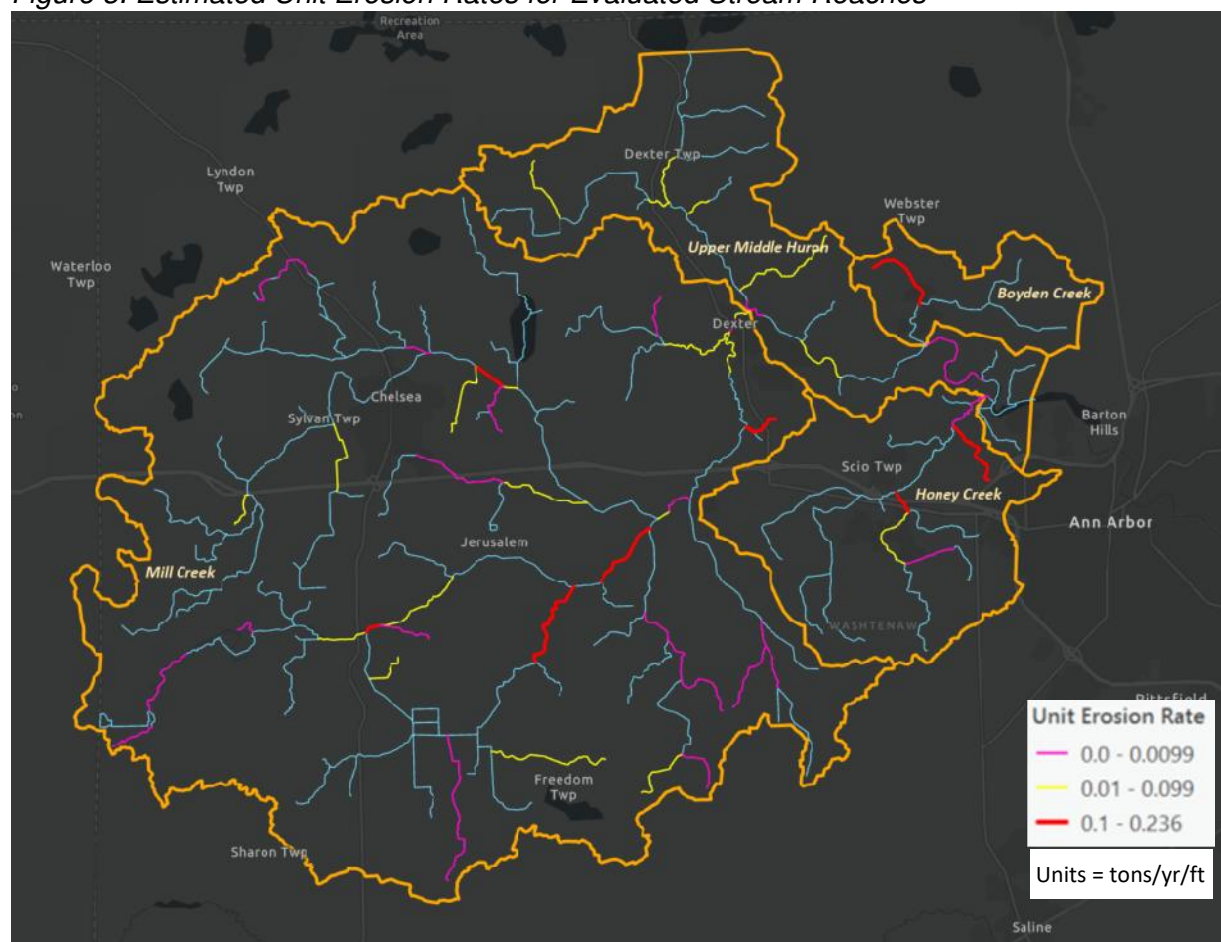 Figure 3: Estimated Unit Erosion Rates for Evaluated Stream Reaches
Recreation
Area
Dexter Twp
Lyndon
Twp
Webster
Twp
Upper Middle Huron
Waterloo
Twp
Boyden Creek
Dexter
Chelsea
Sylvan Twp
Barton
Hills
Scio Twp
Honey Creek
Ann Arbor
Jerusalem
Mill Creek
WASHTENAW
Pittsfield
Unit Erosion Rate
0.0 - 0.0099
0.01 - 0.099
0.1 - 0.236
Freedom
Twp
Sharon Twp
Units = tons/yr/ft
Saline